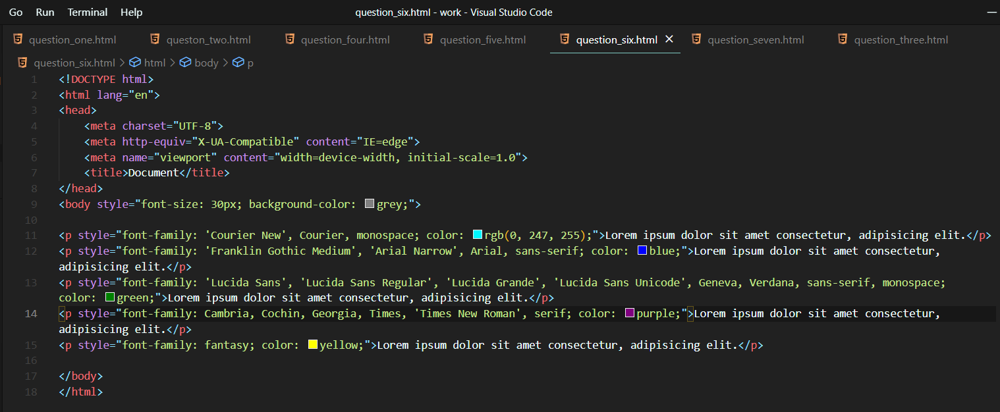 Go Run Terminal Help question_six.html - work - Visual Studio Code
question_one.html queston_two.html question_four.html question_five.html question_six.html question_seven.html question_three.html
question_six.html > html > body > p
1 <!DOCTYPE html>
2 <html lang="en">
3 <head>
4 <meta charset="UTF-8">
5 <meta http-equiv="X-UA-Compatible" content="IE=edge">
6 <meta name="viewport" content="width=device-width, initial-scale=1.0">
7 <title>Document</title>
8 </head>
9 <body style="font-size: 30px; background-color: grey;">
10
11 <p style="font-family: 'Courier New', Courier, monospace; color: rgb(0, 247, 255);">Lorem ipsum dolor sit amet consectetur, adipisicing elit.</p>
12 <p style="font-family: 'Franklin Gothic Medium', 'Arial Narrow', Arial, sans-serif; color: blue;">Lorem ipsum dolor sit amet consectetur,
adipisicing elit.</p>
13 <p style="font-family: 'Lucida Sans', 'Lucida Sans Regular', 'Lucida Grande', 'Lucida Sans Unicode', Geneva, Verdana, sans-serif, monospace;
color: green;">Lorem ipsum dolor sit amet consectetur, adipisicing elit.</p>
14 <p style="font-family: Cambria, Cochin, Georgia, Times, 'Times New Roman', serif; color: purple;">Lorem ipsum dolor sit amet consectetur,
adipisicing elit.</p>
15 <p style="font-family: fantasy; color: yellow;">Lorem ipsum dolor sit amet consectetur, adipisicing elit.</p>
16
17 </body>
18 </html>